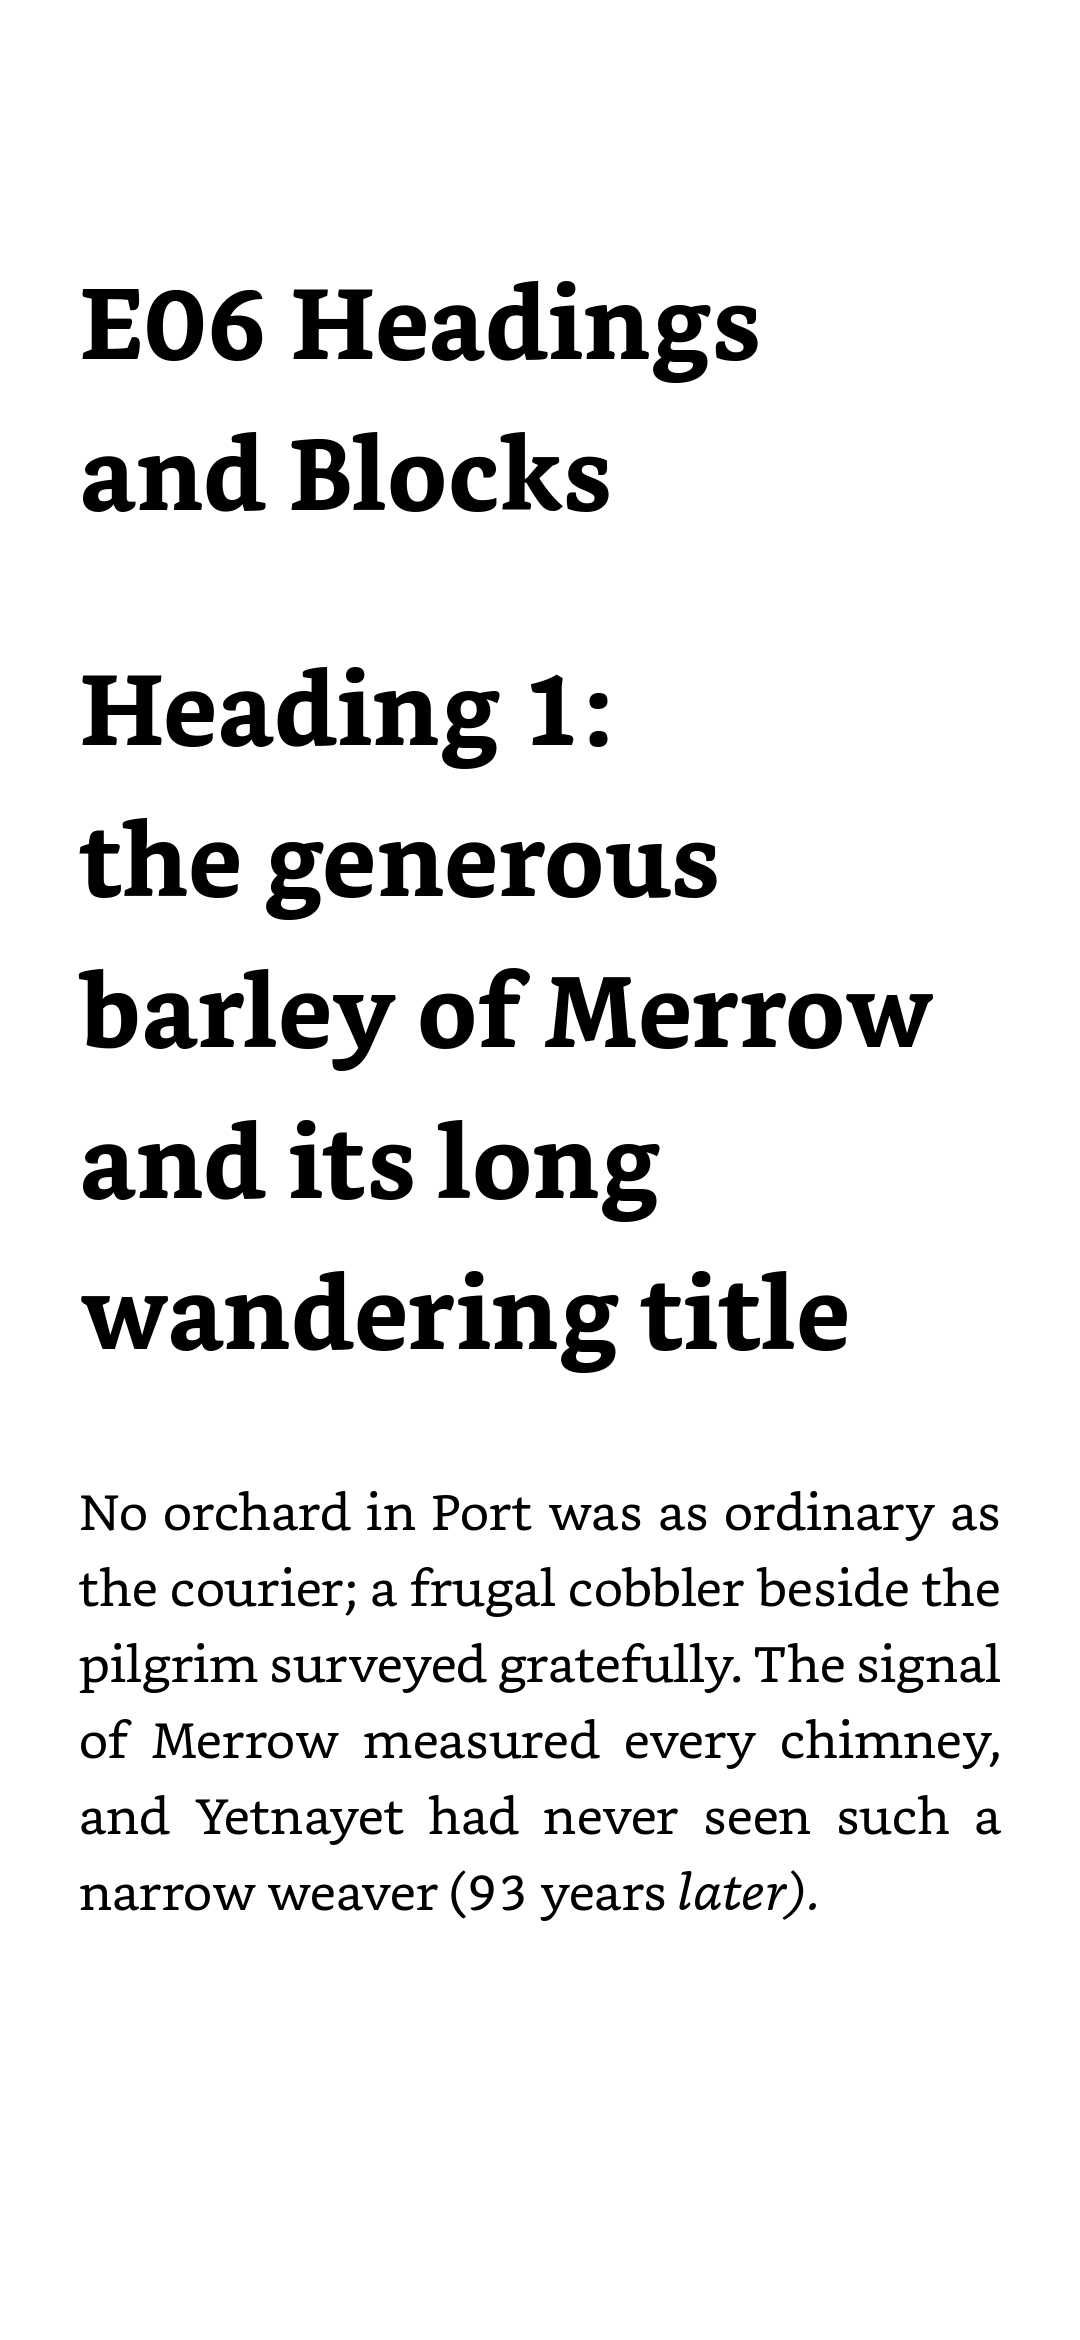 E06 Headings
and Blocks
Heading 1:
the generous
barley of Merrow
and its long
wandering title
No orchard in Port was as ordinary as
the courier; a frugal cobbler beside the
pilgrim surveyed gratefully. The signal
of Merrow measured every chimney,
and Yetnayet had never seen such a
narrow weaver (93 years later).